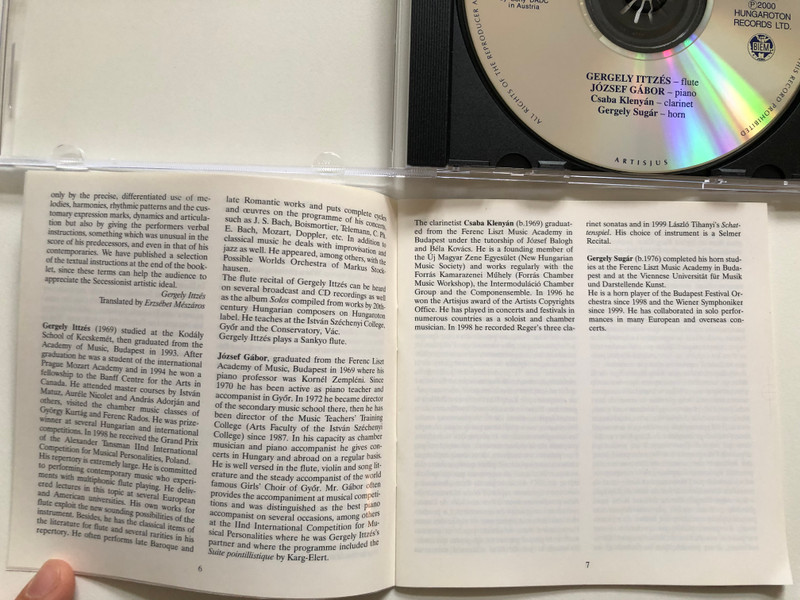 by Sony DADC
in Austria
℗2000
HUNGAROTON
RECORDS LTD.
BIEM
GERGELY ITTZÉS – flute
JÓZSEF GÁBOR – piano
Csaba Klenyán – clarinet
Gergely Sugár – horn
ALL RIGHTS OF THE REPRODUCER A
THIS RECORD PROHIBITED
ARTISJUS
only by the precise, differentiated use of me-
lodies, harmonies, rhythmic patterns and the cus-
tomary expression marks, dynamics and articula-
tion but also by giving the performers verbal
instructions, something which was unusual in the
score of his predecessors, and even in that of his
contemporaries. We have published a selection
of the textual instructions at the end of the book-
let, since these terms can help the audience to
appreciate the Secessionist artistic ideal.
Gergely Ittzés
Translated by Erzsébet Mészáros
Gergely Ittzés (1969) studied at the Kodály
School of Kecskemét, then graduated from the
Academy of Music, Budapest in 1993. After
graduation he was a student of the international
Prague Mozart Academy and in 1994 he won a
fellowship to the Banff Centre for the Arts in
Canada. He attended master courses by István
Matuz, Auréle Nicolet and András Adorján and
others, visited the chamber music classes of
György Kurtág and Ferenc Rados. He was prize-
winner at several Hungarian and international
competitions. In 1998 he received the Grand Prix
of the Alexander Tansman IInd International
Competition for Musical Personalities, Poland.
His repertory is extremely large. He is committed
to performing contemporary music who experi-
ments with multiphonic flute playing. He deliv-
ered lectures in this topic at several European
and American universities. His own works for
flute exploit the new sounding possibilities of the
instrument. Besides, he has the classical items of
the literature for flute and several rarities in his
repertory. He often performs late Baroque and
6
late Romantic works and puts complete cycles
and œuvres on the programme of his concerts,
such as J. S. Bach, Boismortier, Telemann, C. Ph.
E. Bach, Mozart, Doppler, etc. In addition to
classical music he deals with improvisation and
jazz as well. He appeared, among others, with the
Possible Worlds Orchestra of Markus Stock-
hausen.
The flute recital of Gergely Ittzés can be heard
on several broadcast and CD recordings as well
as the album Solos compiled from works by 20th-
century Hungarian composers on Hungaroton
label. He teaches at the István Széchenyi College,
Győr and the Conservatory, Vác.
Gergely Ittzés plays a Sankyo flute.
József Gábor, graduated from the Ferenc Liszt
Academy of Music, Budapest in 1969 where his
piano professor was Kornél Zempléni. Since
1970 he has been active as piano teacher and
accompanist in Győr. In 1972 he became director
of the secondary music school there, then he has
been director of the Music Teachers' Training
College (Arts Faculty of the István Széchényi
College) since 1987. In his capacity as chamber
musician and piano accompanist he gives con-
certs in Hungary and abroad on a regular basis.
He is well versed in the flute, violin and song lit-
erature and the steady accompanist of the world
famous Girls' Choir of Győr. Mr. Gábor often
provides the accompaniment at musical competi-
tions and was distinguished as the best piano
accompanist on several occasions, among others
at the IInd International Competition for Mu-
sical Personalities where he was Gergely Ittzés's
partner and where the programme included the
Suite pointillistique by Karg-Elert.
The clarinetist Csaba Klenyán (b.1969) graduat-
ed from the Ferenc Liszt Music Academy in
Budapest under the tutorship of József Balogh
and Béla Kovács. He is a founding member of
the Új Magyar Zene Egyesület (New Hungarian
Music Society) and works regularly with the
Forrás Kamarazenei Műhely (Forrás Chamber
Music Workshop), the Intermoduláció Chamber
Group and the Componensemble. In 1996 he
won the Artisjus award of the Artists Copyrights
Office. He has played in concerts and festivals in
numerous countries as a soloist and chamber
musician. In 1998 he recorded Reger's three cla-
rinet sonatas and in 1999 László Tihanyi's Schat-
tenspiel. His choice of instrument is a Selmer
Recital.
Gergely Sugár (b.1976) completed his horn stud-
ies at the Ferenc Liszt Music Academy in Buda-
pest and at the Viennese Universität für Musik
und Darstellende Kunst.
He is a horn player of the Budapest Festival Or-
chestra since 1998 and the Wiener Symphoniker
since 1999. He has collaborated in solo perfor-
mances in many European and overseas con-
certs.
7